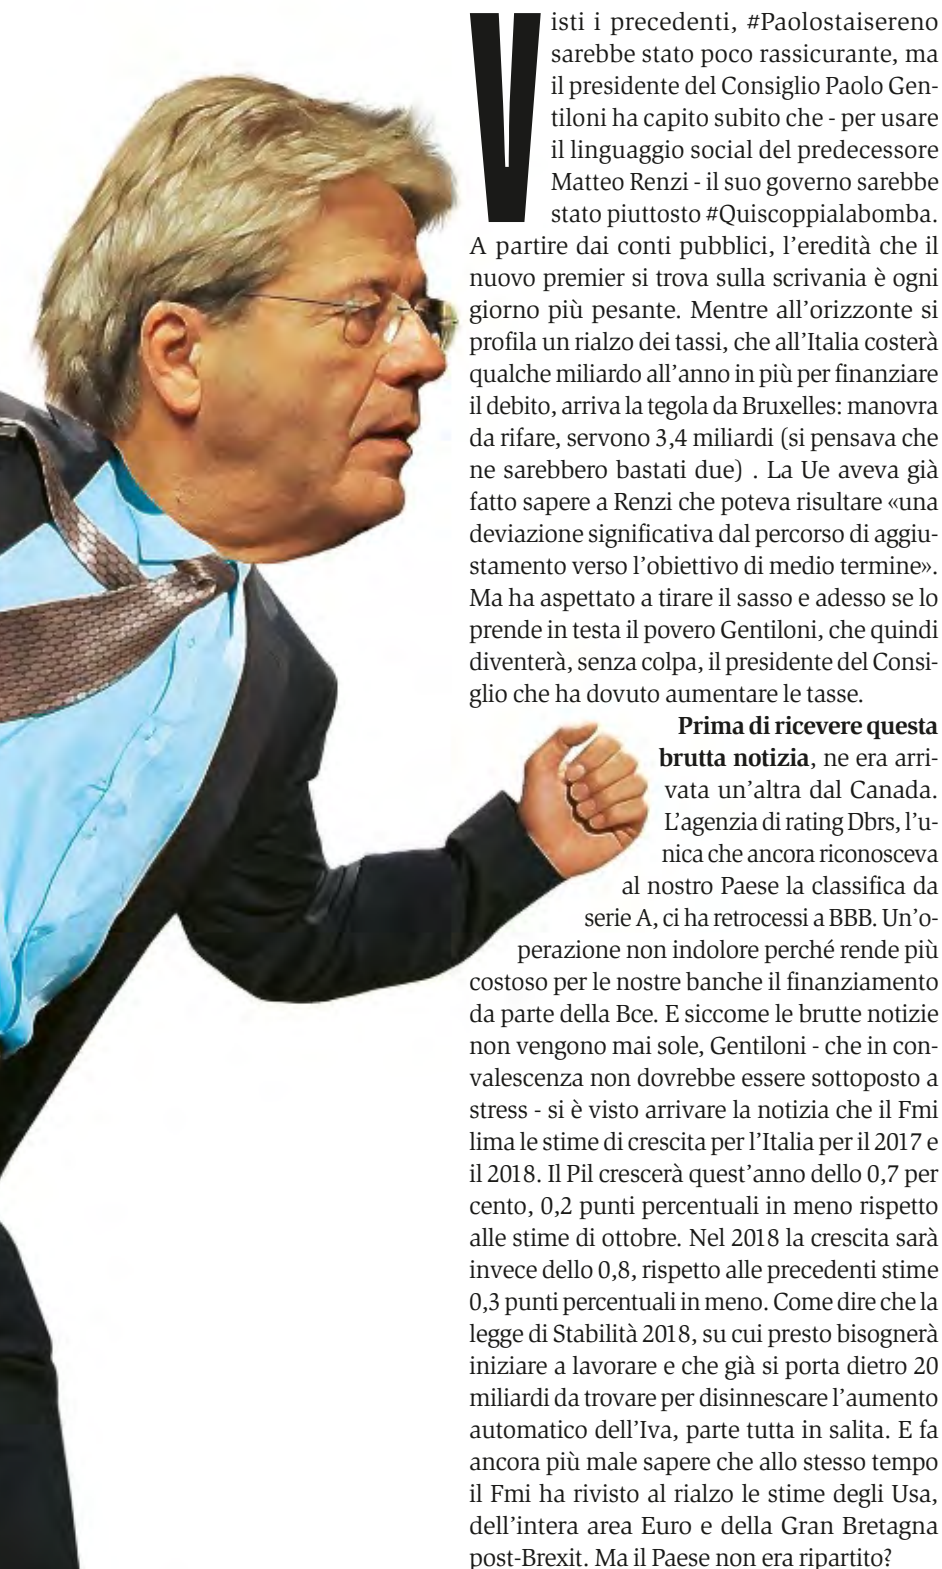 Visti i precedenti, #Paolostaisereno
sarebbe stato poco rassicurante, ma
il presidente del Consiglio Paolo Gen-
tiloni ha capito subito che - per usare
il linguaggio social del predecessore
Matteo Renzi - il suo governo sarebbe
stato piuttosto #Quiscoppialabomba.
A partire dai conti pubblici, l’eredità che il
nuovo premier si trova sulla scrivania è ogni
giorno più pesante. Mentre all’orizzonte si
profila un rialzo dei tassi, che all’Italia costerà
qualche miliardo all’anno in più per finanziare
il debito, arriva la tegola da Bruxelles: manovra
da rifare, servono 3,4 miliardi (si pensava che
ne sarebbero bastati due) . La Ue aveva già
fatto sapere a Renzi che poteva risultare «una
deviazione significativa dal percorso di aggiu-
stamento verso l’obiettivo di medio termine».
Ma ha aspettato a tirare il sasso e adesso se lo
prende in testa il povero Gentiloni, che quindi
diventerà, senza colpa, il presidente del Consi-
glio che ha dovuto aumentare le tasse.
Prima di ricevere questa
brutta notizia, ne era arri-
vata un’altra dal Canada.
L’agenzia di rating Dbrs, l’u-
nica che ancora riconosceva
al nostro Paese la classifica da
serie A, ci ha retrocessi a BBB. Un’o-
perazione non indolore perché rende più
costoso per le nostre banche il finanziamento
da parte della Bce. E siccome le brutte notizie
non vengono mai sole, Gentiloni - che in con-
valescenza non dovrebbe essere sottoposto a
stress - si è visto arrivare la notizia che il Fmi
lima le stime di crescita per l’Italia per il 2017 e
il 2018. Il Pil crescerà quest’anno dello 0,7 per
cento, 0,2 punti percentuali in meno rispetto
alle stime di ottobre. Nel 2018 la crescita sarà
invece dello 0,8, rispetto alle precedenti stime
0,3 punti percentuali in meno. Come dire che la
legge di Stabilità 2018, su cui presto bisognerà
iniziare a lavorare e che già si porta dietro 20
miliardi da trovare per disinnescare l’aumento
automatico dell’Iva, parte tutta in salita. E fa
ancora più male sapere che allo stesso tempo
il Fmi ha rivisto al rialzo le stime degli Usa,
dell’intera area Euro e della Gran Bretagna
post-Brexit. Ma il Paese non era ripartito?